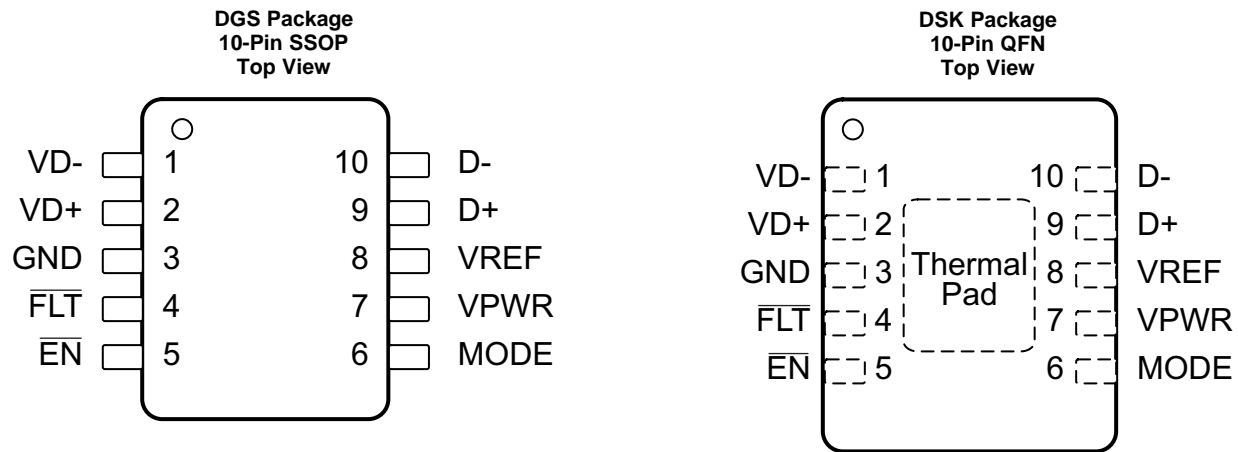 DGS Package
10-Pin SSOP
Top View
VD- 1 10 D-
VD+ 2 9 D+
GND 3 8 VREF
FLT 4 7 VPWR
EN 5 6 MODE
DSK Package
10-Pin QFN
Top View
VD- 1 10 D-
VD+ 2 9 D+
GND 3 Thermal 8 VREF
Pad
FLT 4 7 VPWR
EN 5 6 MODE